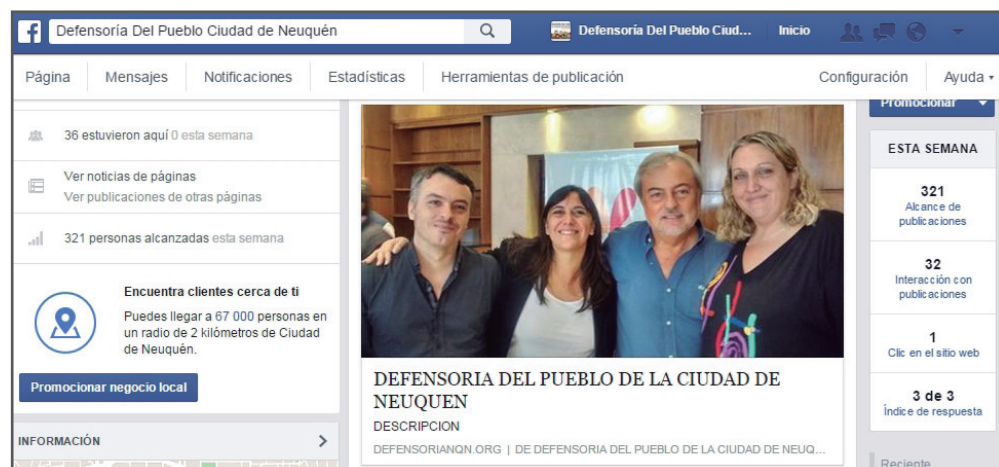 Defensoría Del Pueblo Ciudad de Neuquén
Defensoría Del Pueblo Ciud... Inicio
Página Mensajes Notificaciones Estadísticas Herramientas de publicación Configuración Ayuda
36 estuvieron aquí 0 esta semana
Ver noticias de páginas
Ver publicaciones de otras páginas
321 personas alcanzadas esta semana
Encuentra clientes cerca de ti
Puedes llegar a 67 000 personas en
un radio de 2 kilómetros de Ciudad
de Neuquén.
Promocionar negocio local
INFORMACIÓN
DEFENSORIA DEL PUEBLO DE LA CIUDAD DE
NEUQUEN
DESCRIPCION
DEFENSORIANQN.ORG | DE DEFENSORIA DEL PUEBLO DE LA CIUDAD DE NEUQ...
Promocionar
ESTA SEMANA
321
Alcance de
publicaciones
32
Interacción con
publicaciones
1
Clic en el sitio web
3 de 3
Índice de respuesta
Reciente